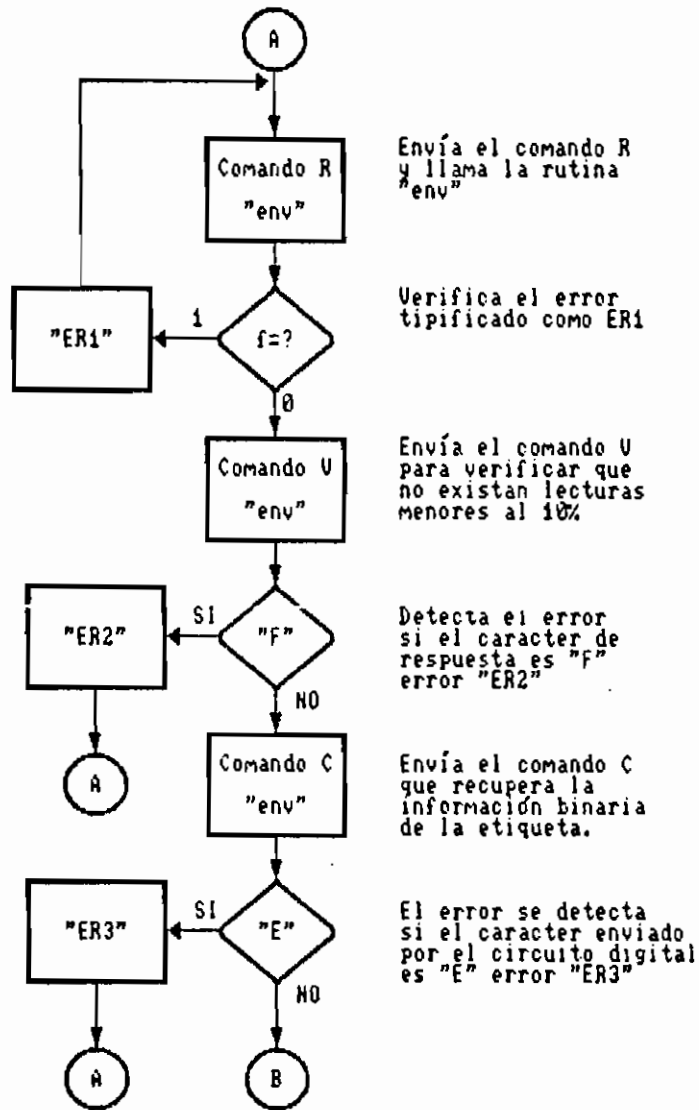 A
Comando R
"env"
Envía el comando R
y llama la rutina
"env"
"ER1"
1
f=?
0
Verifica el error
tipificado como ER1
Comando V
"env"
Envía el comando V
para verificar que
no existan lecturas
menores al 10%
"ER2"
SI
"F"
NO
Detecta el error
si el caracter de
respuesta es "F"
error "ER2"
A
Comando C
"env"
Envía el comando C
que recupera la
información binaria
de la etiqueta.
"ER3"
SI
"E"
NO
El error se detecta
si el caracter enviado
por el circuito digital
es "E" error "ER3"
A
B